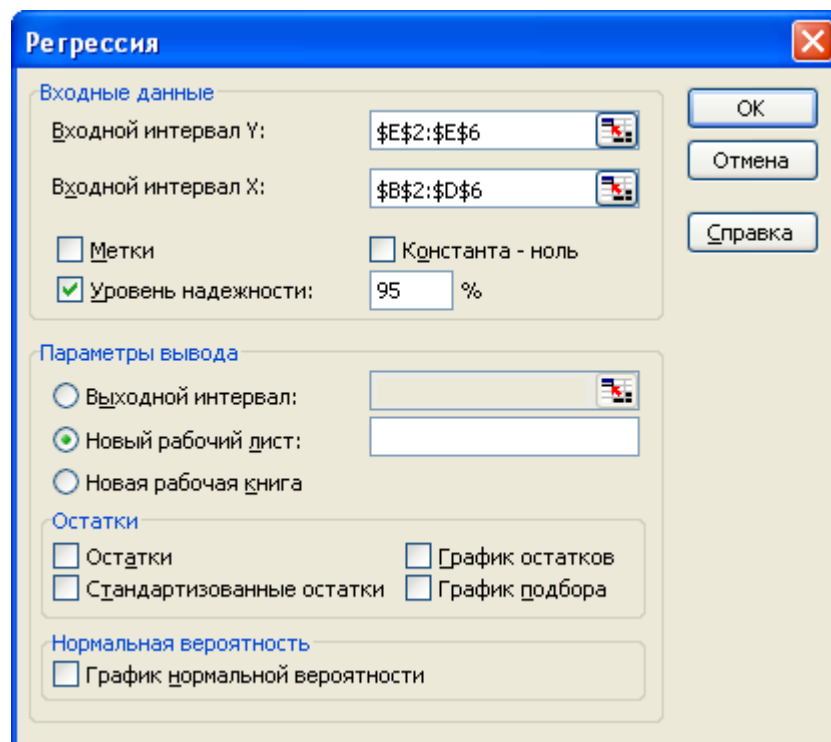 Регрессия
Входные данные
Входной интервал Y: $E$2:$E$6
Входной интервал X: $B$2:$D$6
Метки Константа - ноль
Уровень надежности: 95 %
OK
Отмена
Справка
Параметры вывода
Выходной интервал:
Новый рабочий лист:
Новая рабочая книга
Остатки
Остатки График остатков
Стандартизованные остатки График подбора
Нормальная вероятность
График нормальной вероятности